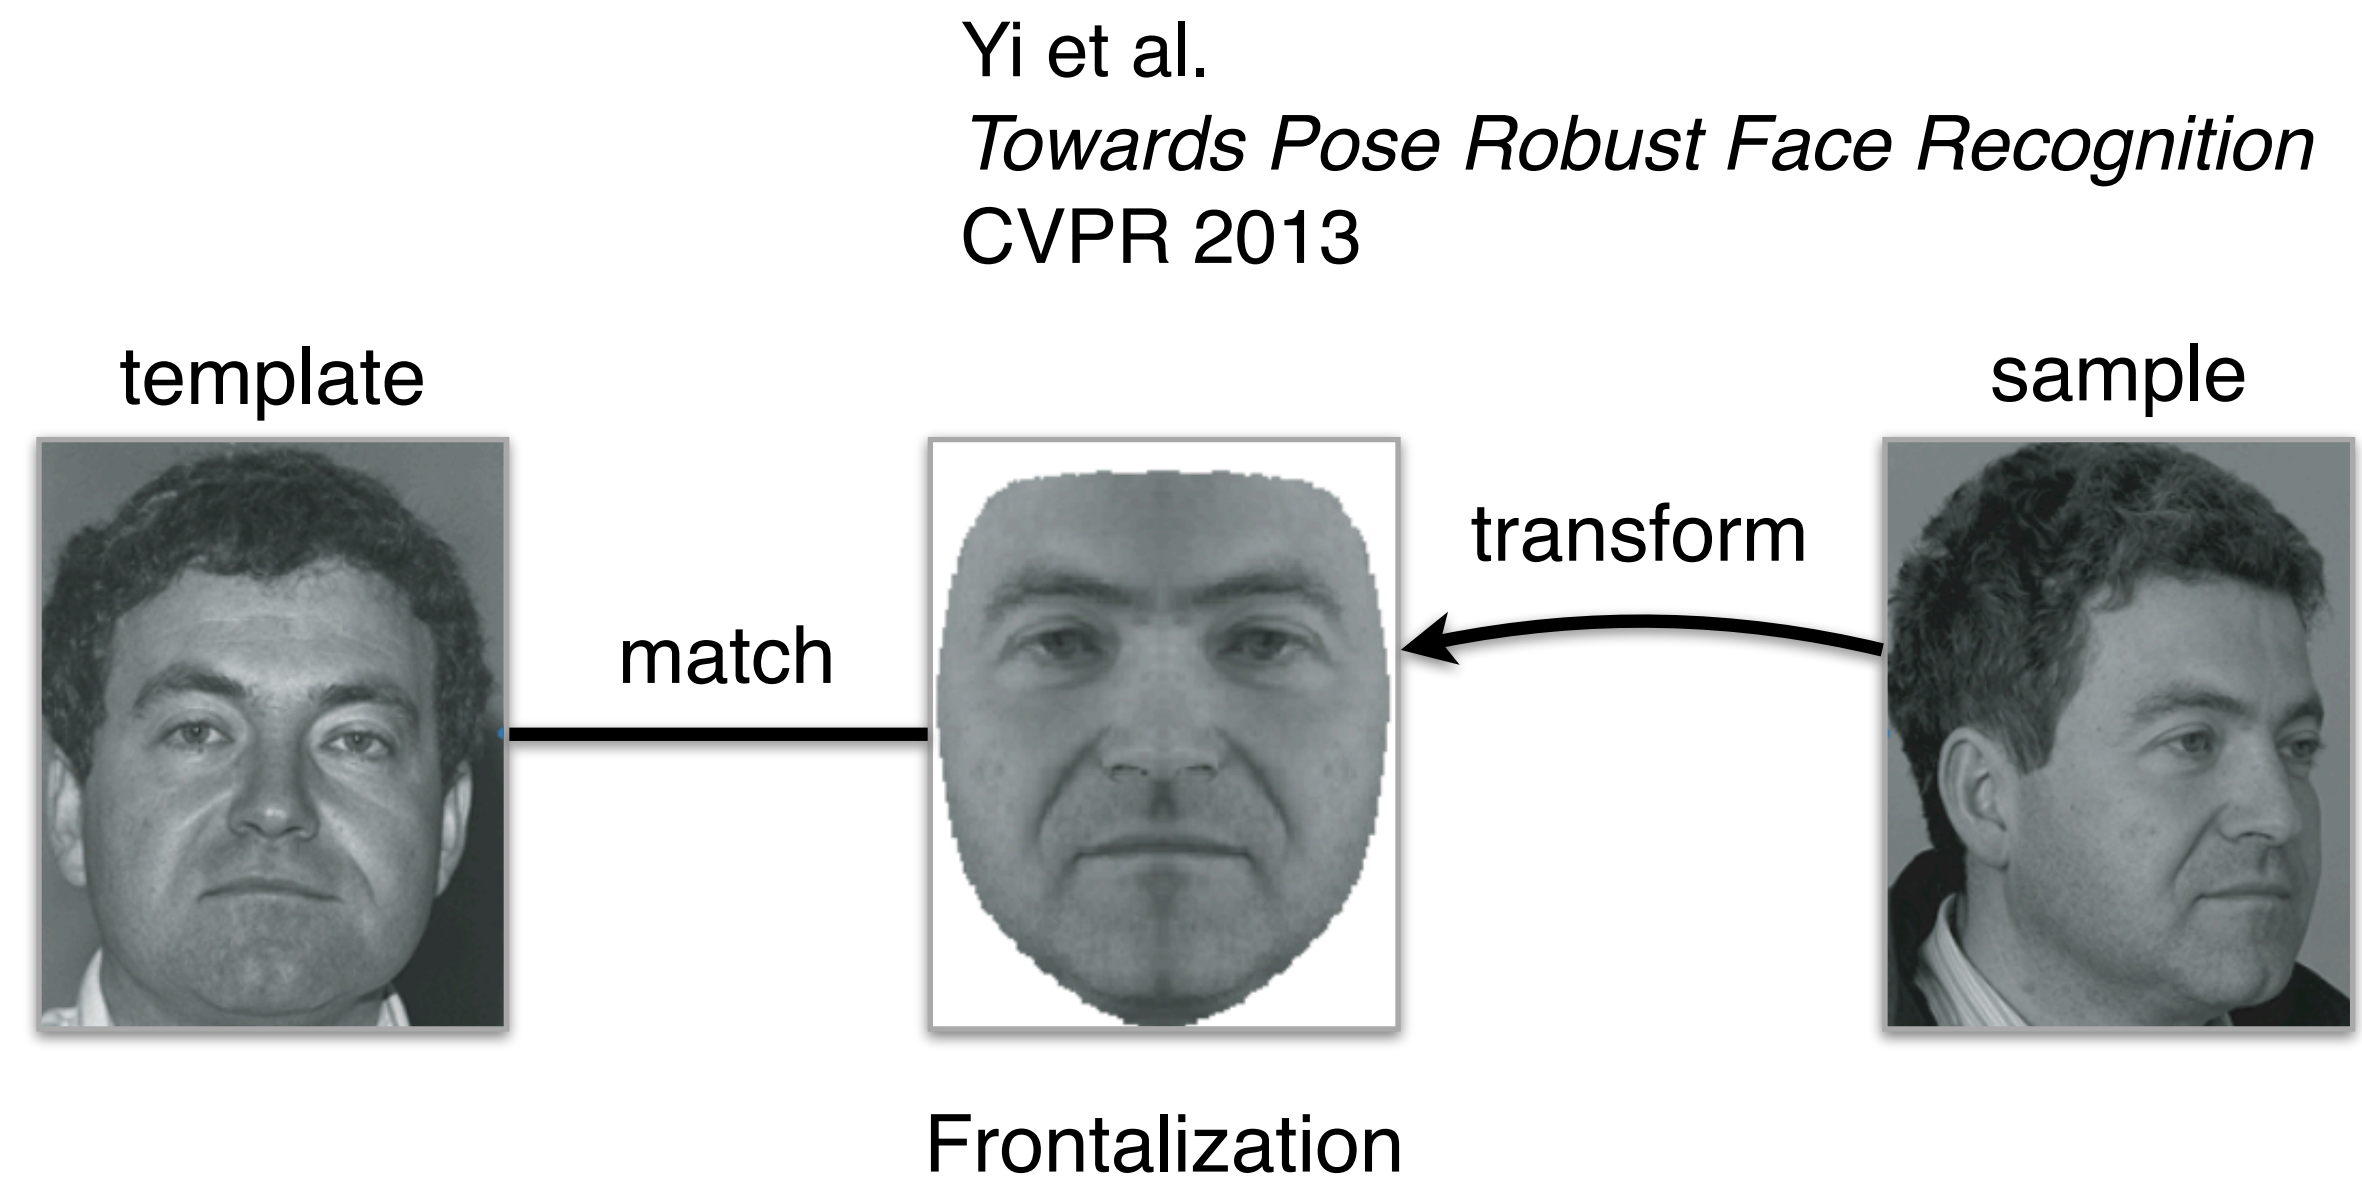 Yi et al.
Towards Pose Robust Face Recognition
CVPR 2013
template
sample
transform
match
Frontalization